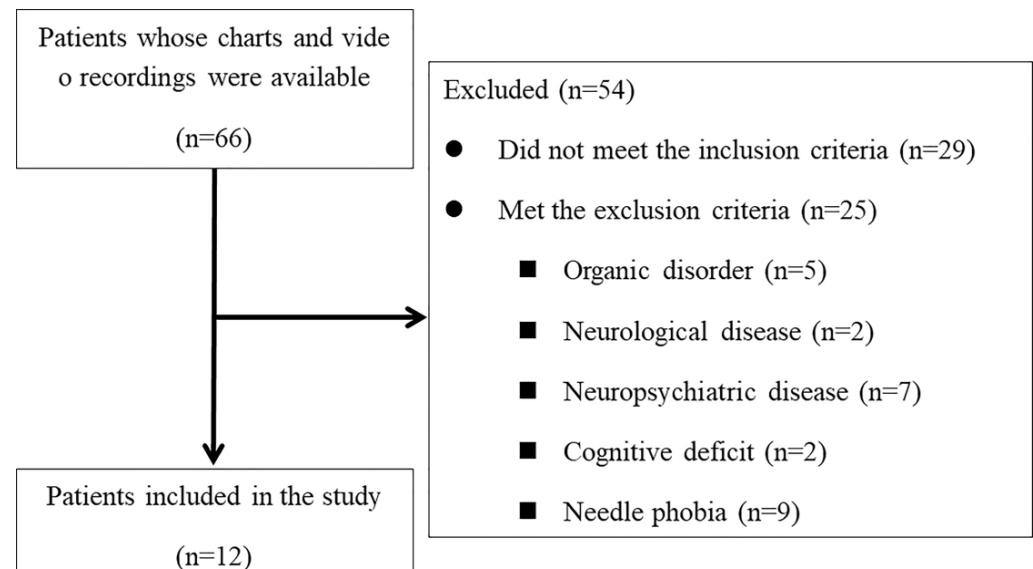 Patients whose charts and vide
o recordings were available
(n=66)
Excluded (n=54)
● Did not meet the inclusion criteria (n=29)
● Met the exclusion criteria (n=25)
■ Organic disorder (n=5)
■ Neurological disease (n=2)
■ Neuropsychiatric disease (n=7)
■ Cognitive deficit (n=2)
■ Needle phobia (n=9)
Patients included in the study
(n=12)